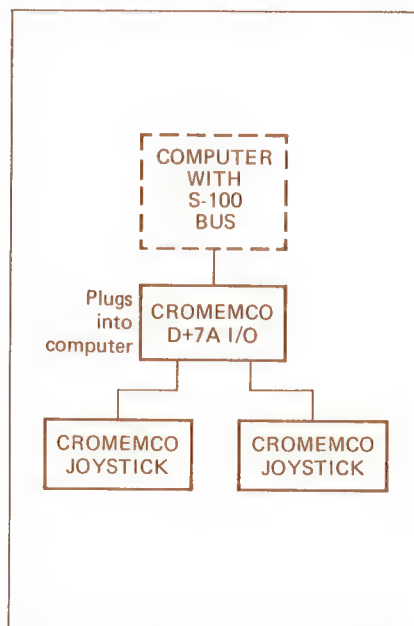 COMPUTER
WITH
S-100
BUS
Plugs
into
computer
CROMEMCO
D+7A I/O
CROMEMCO
JOYSTICK
CROMEMCO
JOYSTICK